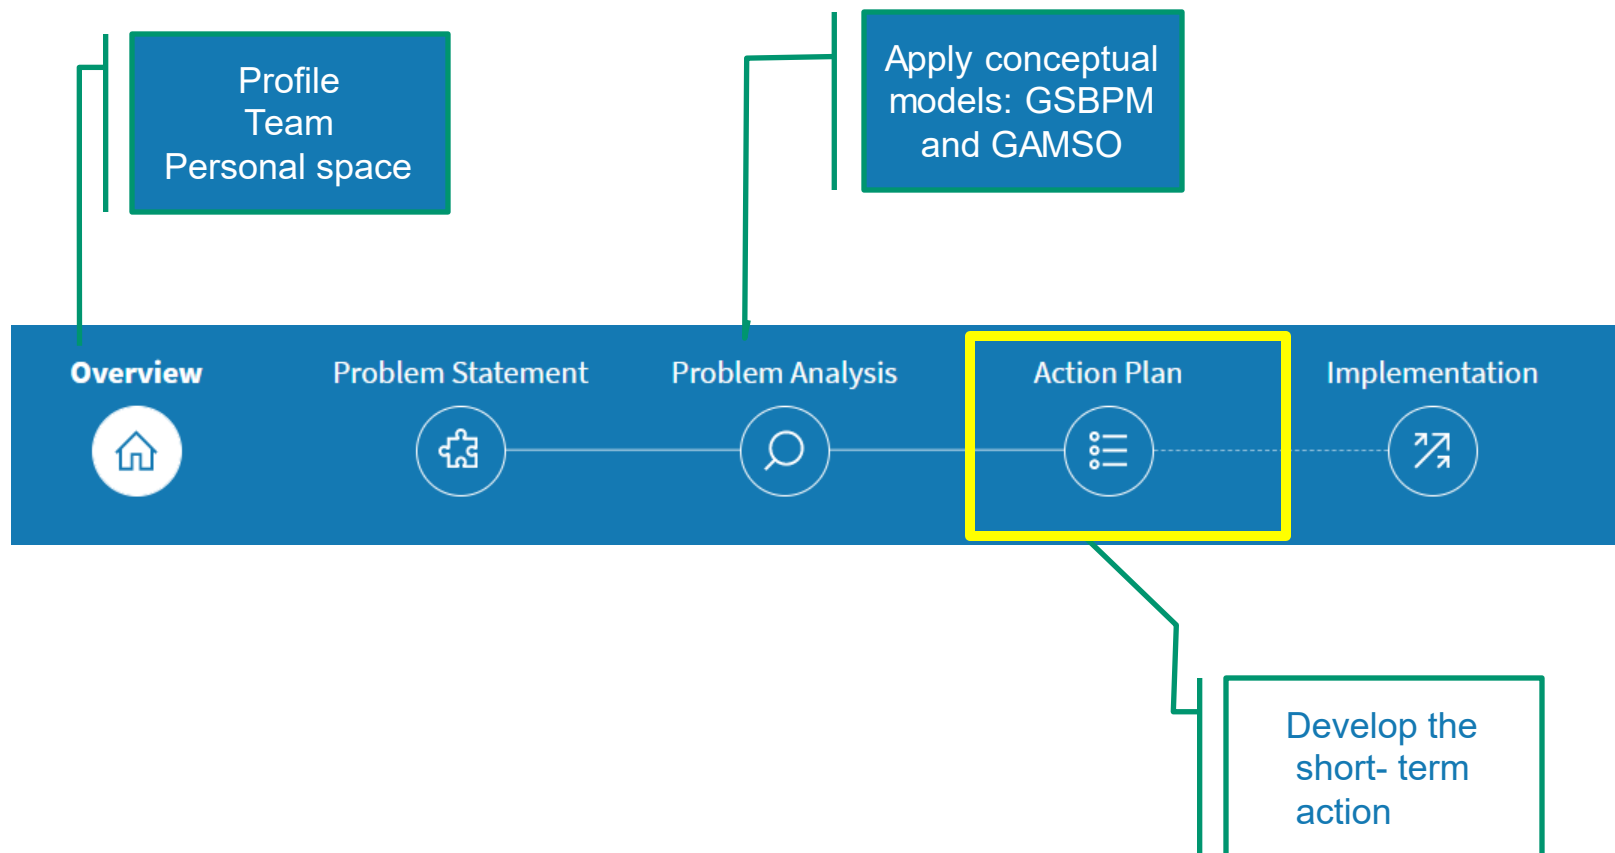 Profile
Team
Personal space
Apply conceptual
models: GSBPM
and GAMSO
Overview
Problem Statement
Problem Analysis
Action Plan
Implementation
Develop the
short- term
action